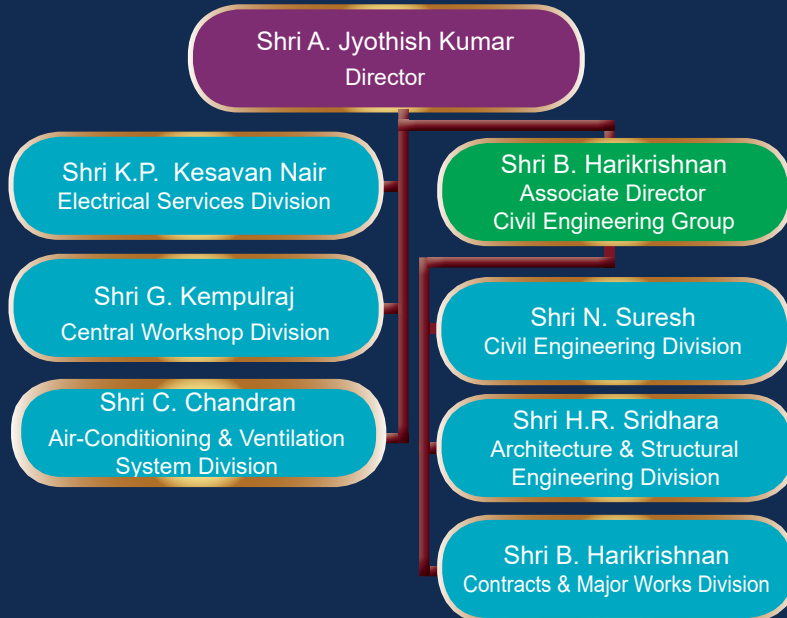 Shri A. Jyothish Kumar
Director
Shri K.P. Kesavan Nair
Electrical Services Division
Shri G. Kempulraj
Central Workshop Division
Shri C. Chandran
Air-Conditioning & Ventilation
System Division
Shri B. Harikrishnan
Associate Director
Civil Engineering Group
Shri N. Suresh
Civil Engineering Division
Shri H.R. Sridhara
Architecture & Structural
Engineering Division
Shri B. Harikrishnan
Contracts & Major Works Division